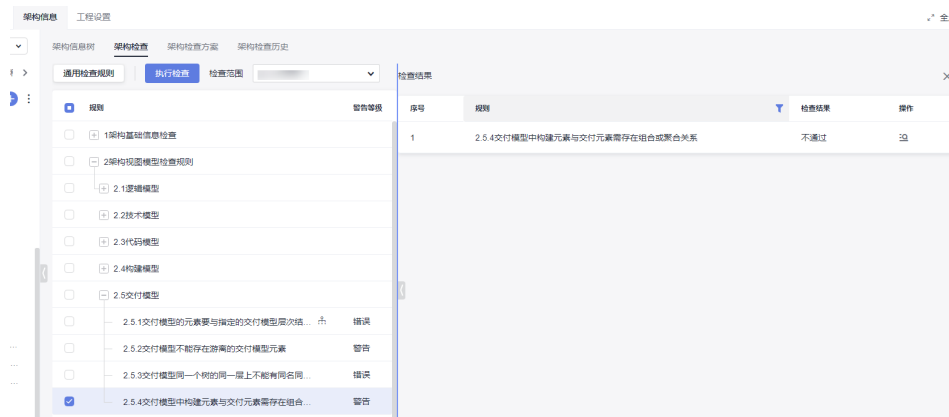 架构信息 工程设置
架构信息树 架构检查 架构检查方案 架构检查历史
通用检查规则 执行检查 检查范围
检查结果
规则 警告等级
序号 规则 检查结果 操作
1架构基础信息检查
1 2.5.4交付模型中构建元素与交付元素需存在组合或聚合关系 不通过
2架构视图模型检查规则
2.1逻辑模型
2.2技术模型
2.3代码模型
2.4构建模型
2.5交付模型
2.5.1交付模型的元素要与指定的交付模型层次结... 错误
2.5.2交付模型不能存在游离的交付模型元素 警告
2.5.3交付模型同一个树的同一层上不能有同名同... 错误
2.5.4交付模型中构建元素与交付元素需存在组合... 警告